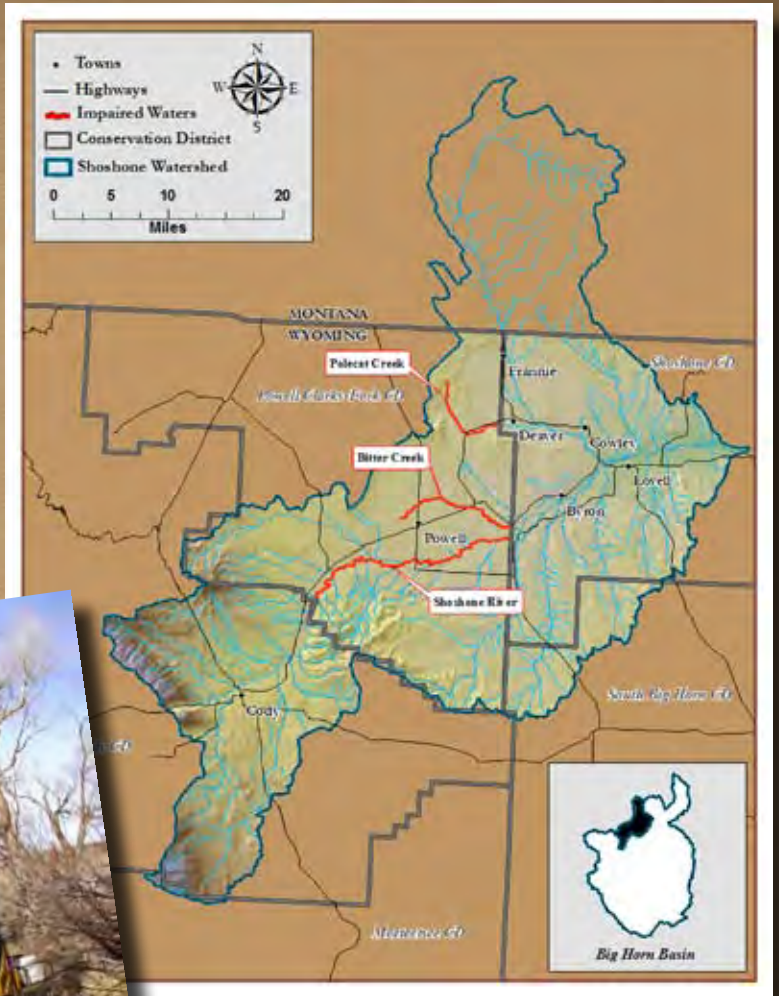 N
W E
S
Towns
Highways
Impaired Waters
Conservation District
Shoshone Watershed
0 5 10 20
Miles
MONTANA
WYOMING
Polecat Creek
Frannie
Shoshone CD
Powell Clarks Fork CD
Deaver
Cowley
Bitter Creek
Lovell
Byron
Powell
Shoshone River
South Big Horn CD
Cody
CD
Meeteetse CD
Big Horn Basin